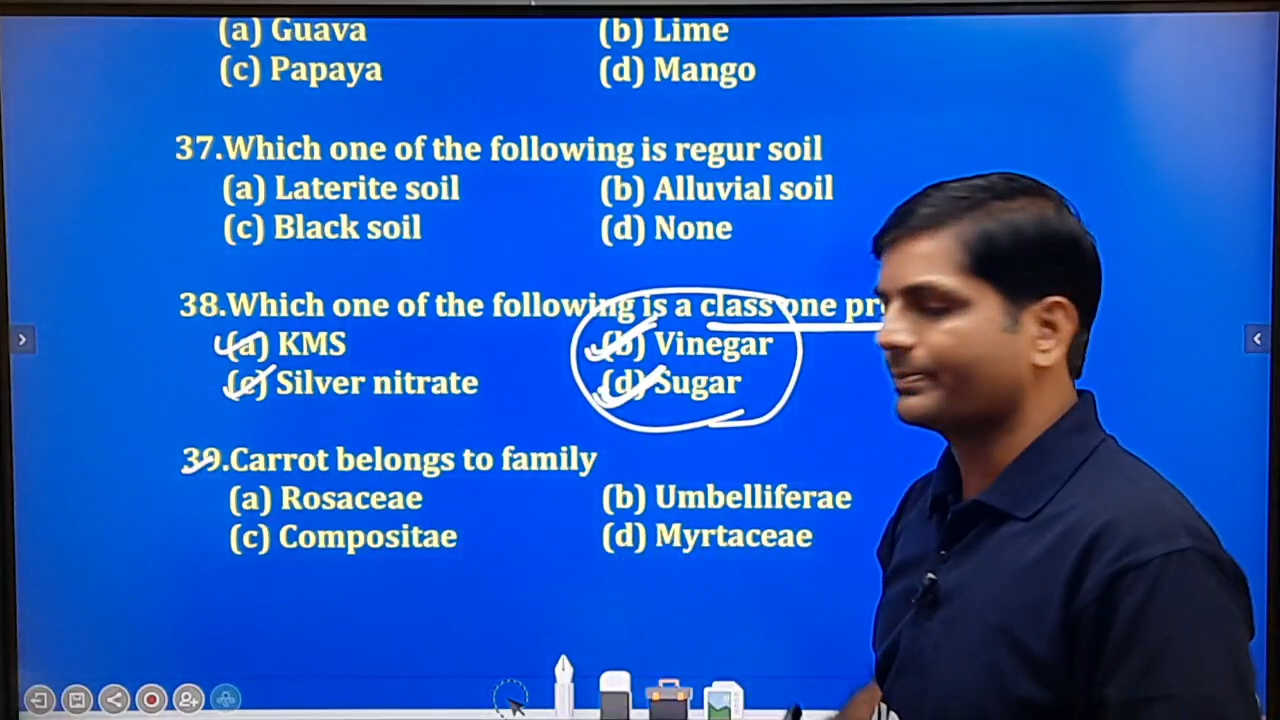 (a) Guava (b) Lime
(c) Papaya (d) Mango
37.Which one of the following is regur soil
(a) Laterite soil (b) Alluvial soil
(c) Black soil (d) None
38.Which one of the following is a class one
(a) KMS (b) Vinegar
(c) Silver nitrate (d) Sugar
39.Carrot belongs to family
(a) Rosaceae (b) Umbelliferae
(c) Compositae (d) Myrtaceae